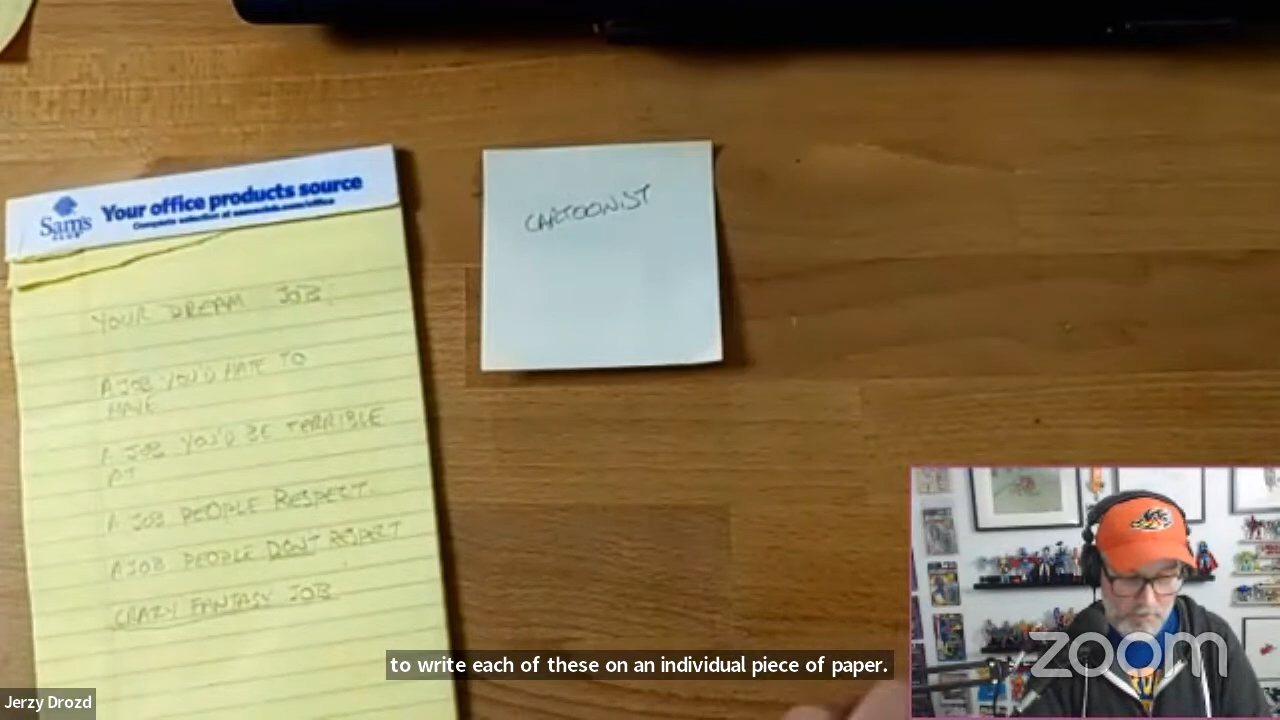 Sam's
CLUB
Your office products source
YOUR DREAM JOB:
A JOB YOU'D HATE TO
HAVE
A JOB YOU'D BE TERRIBLE
AT
A JOB PEOPLE RESPECT.
A JOB PEOPLE DON'T RESPECT
CRAZY FANTASY JOB
CARTOONIST
to write each of these on an individual piece of paper.
Jerzy Drozd
zoom